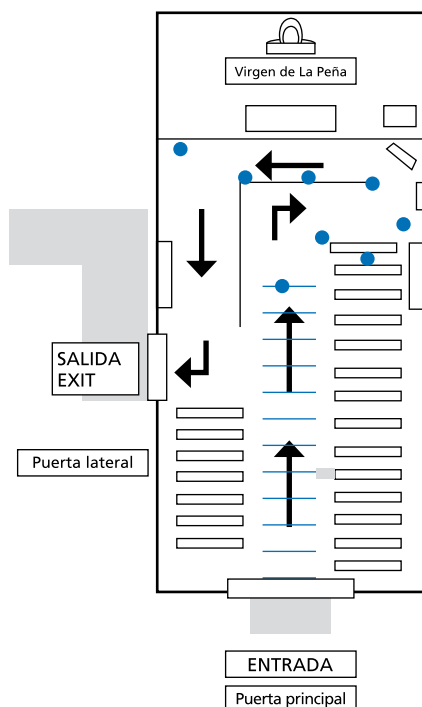 Virgen de La Peña
SALIDA
EXIT
Puerta lateral
ENTRADA
Puerta principal